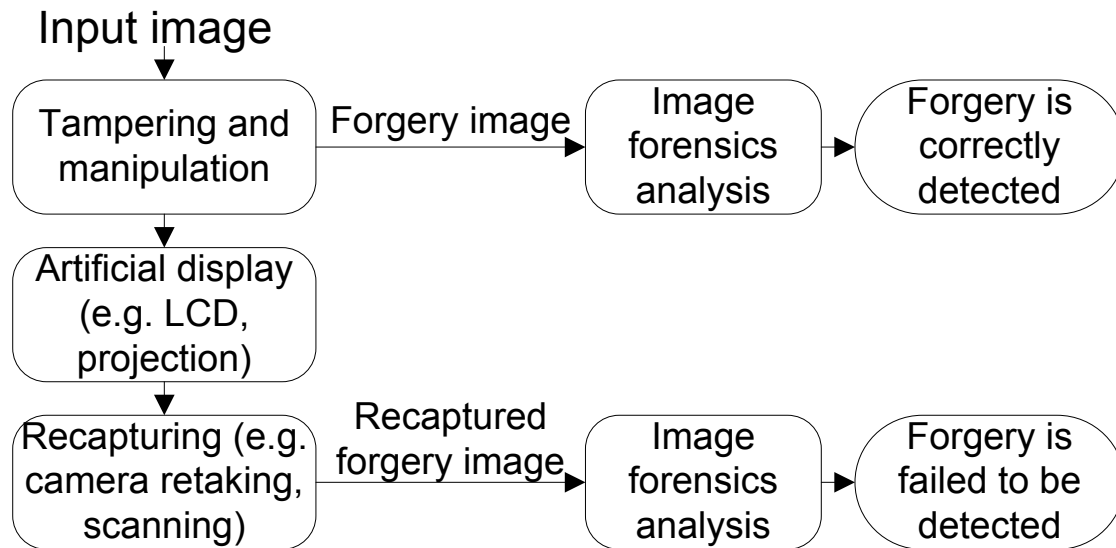 Input image
Tampering and
manipulation
Forgery image
Image
forensics
analysis
Forgery is
correctly
detected
Artificial display
(e.g. LCD,
projection)
Recapturing (e.g.
camera retaking,
scanning)
Recaptured
forgery image
Image
forensics
analysis
Forgery is
failed to be
detected